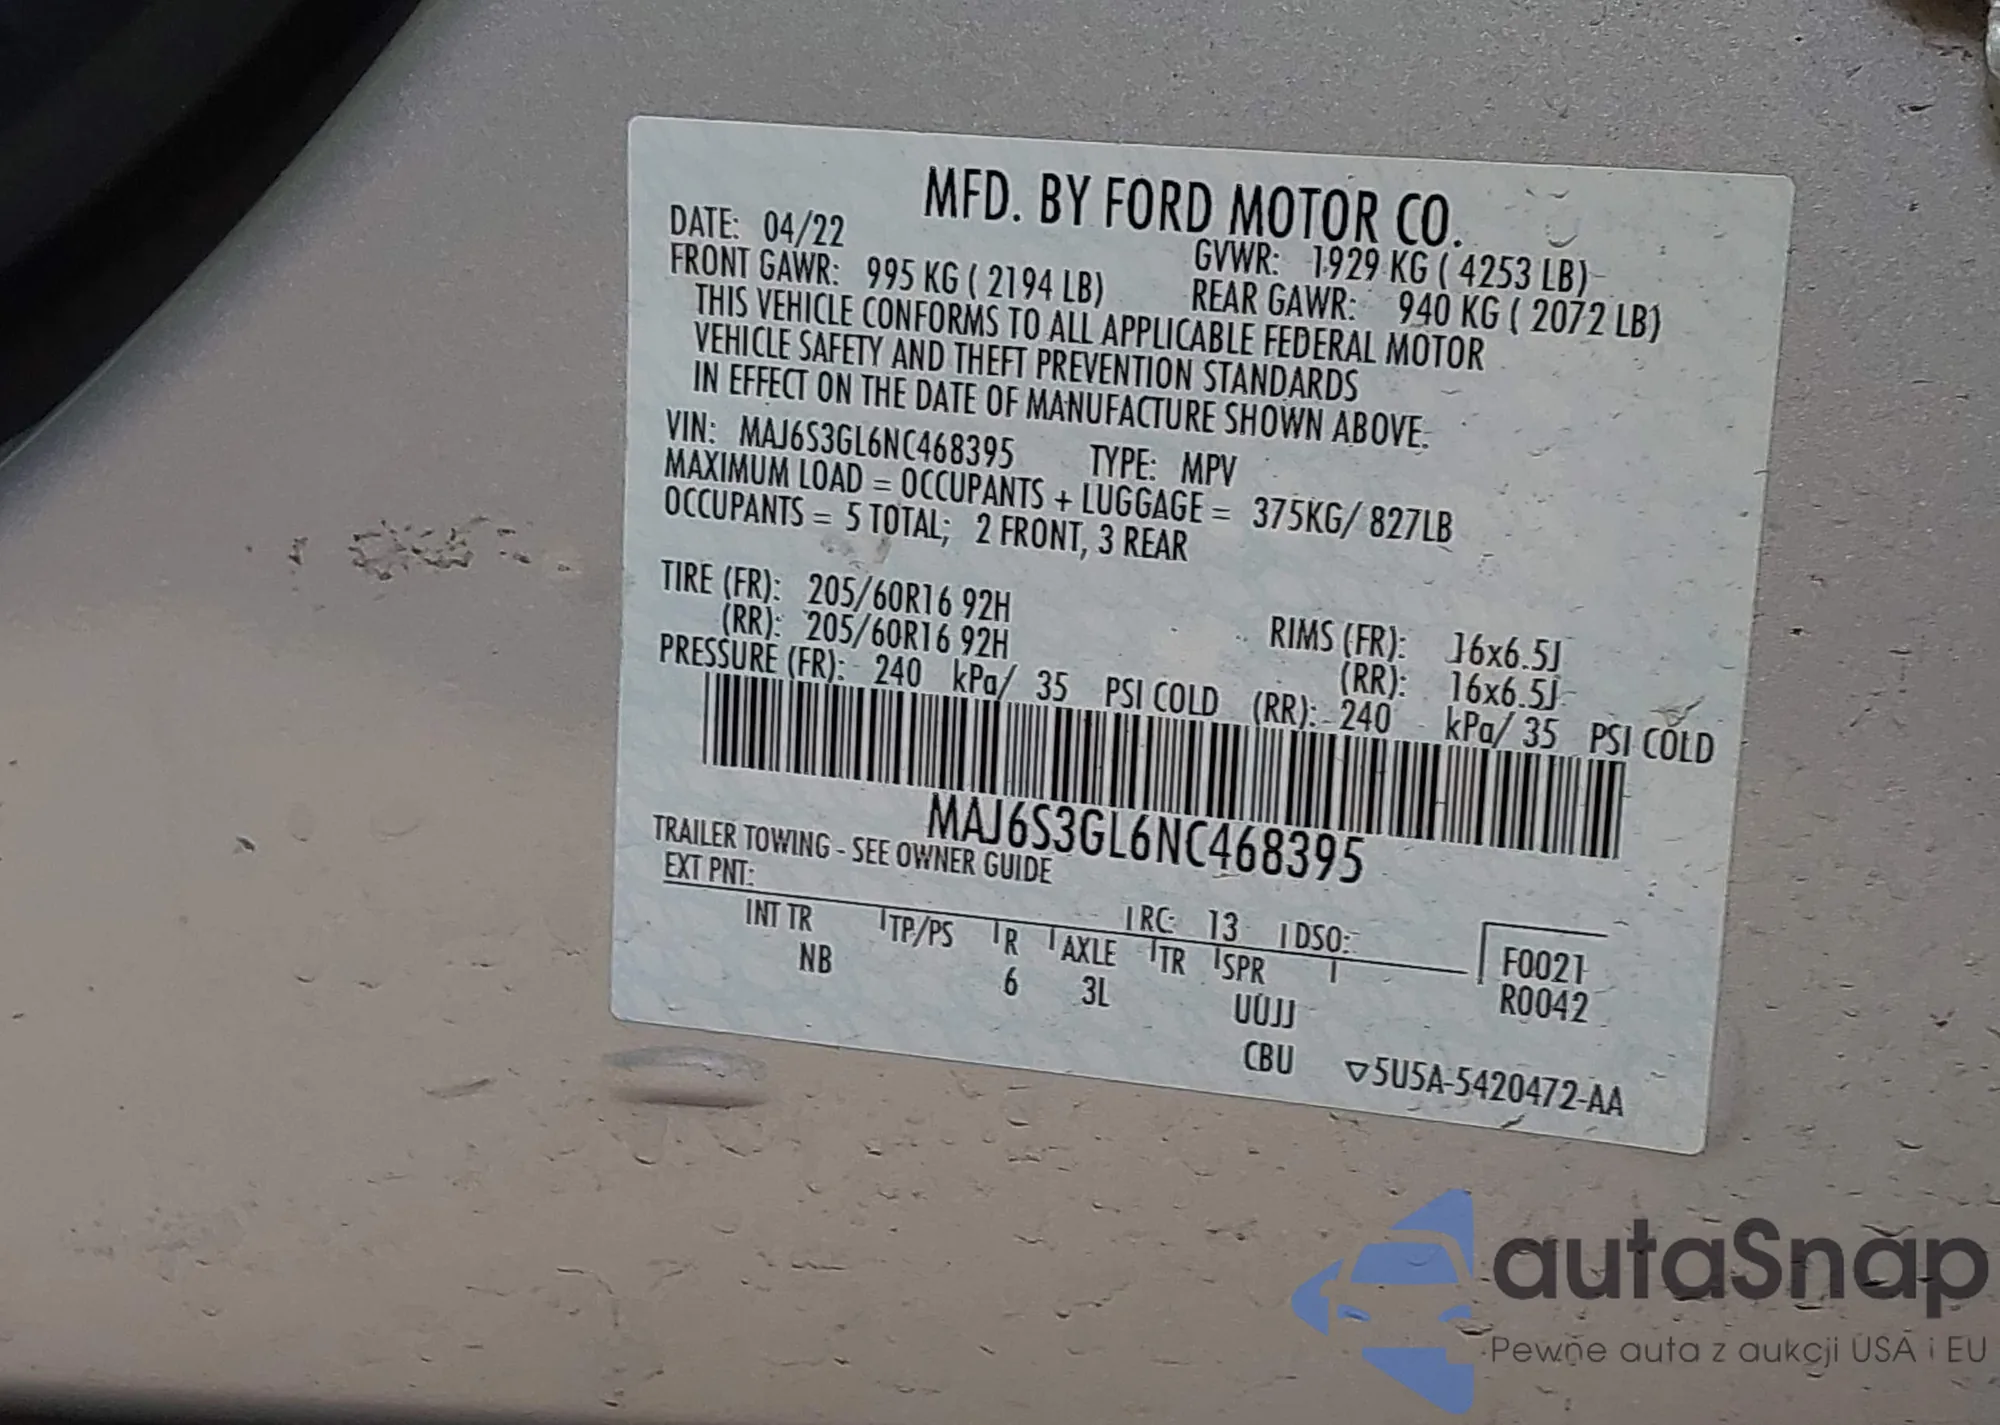 MFD. BY FORD MOTOR CO.
DATE: 04/22
GVWR: 1929 KG ( 4253 LB)
FRONT GAWR: 995 KG ( 2194 LB)
REAR GAWR: 940 KG ( 2072 LB)
THIS VEHICLE CONFORMS TO ALL APPLICABLE FEDERAL MOTOR
VEHICLE SAFETY AND THEFT PREVENTION STANDARDS
IN EFFECT ON THE DATE OF MANUFACTURE SHOWN ABOVE.
VIN: MAJ6S3GL6NC468395 TYPE: MPV
MAXIMUM LOAD = OCCUPANTS + LUGGAGE = 375KG/ 827LB
OCCUPANTS = 5 TOTAL; 2 FRONT, 3 REAR
TIRE (FR): 205/60R16 92H RIMS (FR): 16x6.5J
(RR): 205/60R16 92H (RR): 16x6.5J
PRESSURE (FR): 240 kPa/ 35 PSI COLD (RR): 240 kPa/ 35 PSI COLD
MAJ6S3GL6NC468395
TRAILER TOWING - SEE OWNER GUIDE
EXT PNT: RC: 13 DSO:
INT TR TP/PS R AXLE TR SPR
NB 6 3L UUJJ
F0021
R0042
CBU
▽5U5A-5420472-AA
autaSnap
Pewne auta z aukcji USA i EU